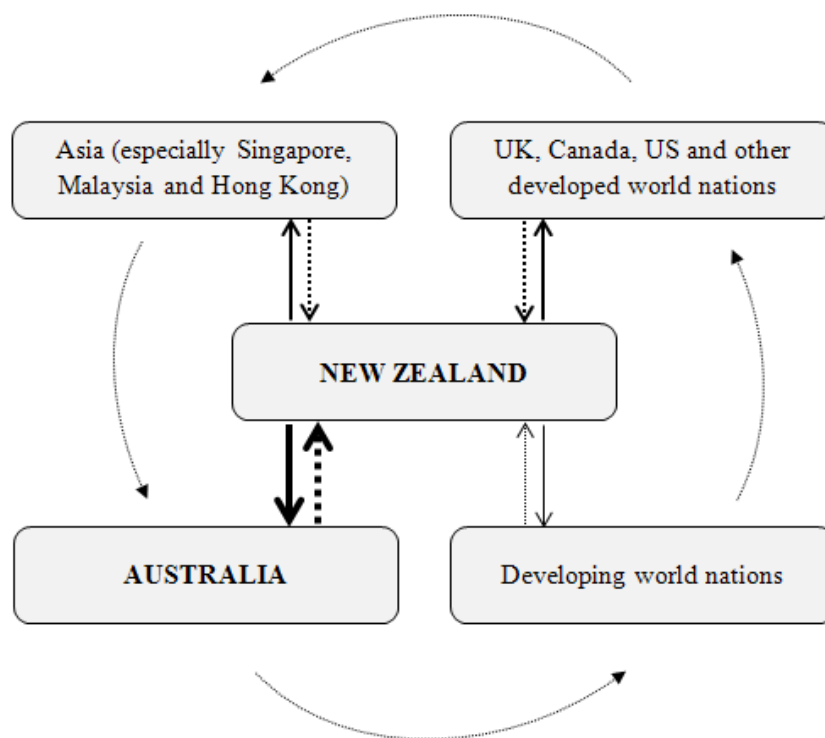 Asia (especially Singapore,
Malaysia and Hong Kong)
UK, Canada, US and other
developed world nations
NEW ZEALAND
AUSTRALIA
Developing world nations